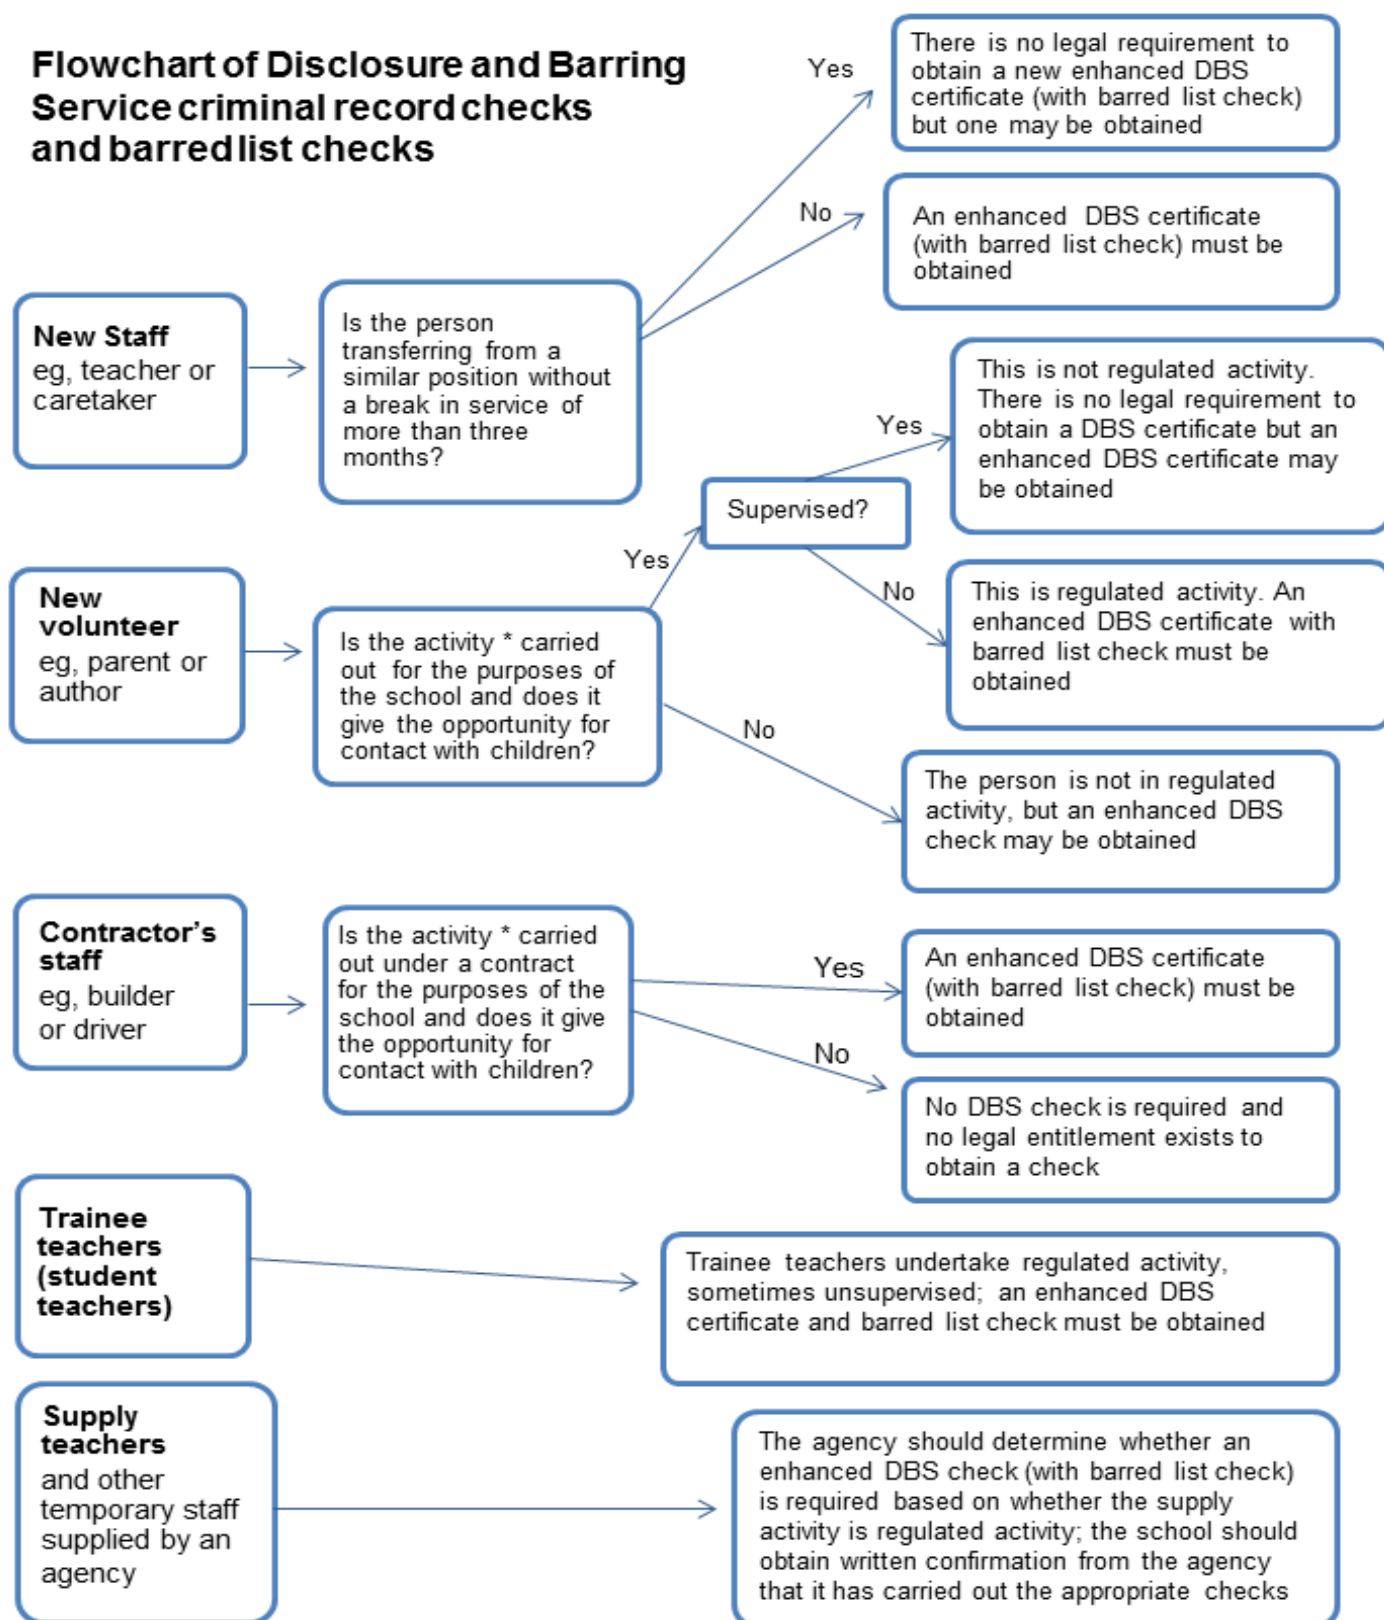 Flowchart of Disclosure and Barring
Service criminal record checks
and barred list checks
Yes
There is no legal requirement to
obtain a new enhanced DBS
certificate (with barred list check)
but one may be obtained
No
An enhanced DBS certificate
(with barred list check) must be
obtained
New Staff
eg, teacher or
caretaker
Is the person
transferring from a
similar position without
a break in service of
more than three
months?
This is not regulated activity.
There is no legal requirement to
obtain a DBS certificate but an
enhanced DBS certificate may
be obtained
Yes
Supervised?
Yes
No
This is regulated activity. An
enhanced DBS certificate with
barred list check must be
obtained
New
volunteer
eg, parent or
author
Is the activity * carried
out for the purposes of
the school and does it
give the opportunity for
contact with children?
No
The person is not in regulated
activity, but an enhanced DBS
check may be obtained
Contractor's
staff
eg, builder
or driver
Is the activity * carried
out under a contract
for the purposes of the
school and does it give
the opportunity for
contact with children?
Yes
An enhanced DBS certificate
(with barred list check) must be
obtained
No
No DBS check is required and
no legal entitlement exists to
obtain a check
Trainee
teachers
(student
teachers)
Trainee teachers undertake regulated activity,
sometimes unsupervised; an enhanced DBS
certificate and barred list check must be obtained
Supply
teachers
and other
temporary staff
supplied by an
agency
The agency should determine whether an
enhanced DBS check (with barred list check)
is required based on whether the supply
activity is regulated activity; the school should
obtain written confirmation from the agency
that it has carried out the appropriate checks